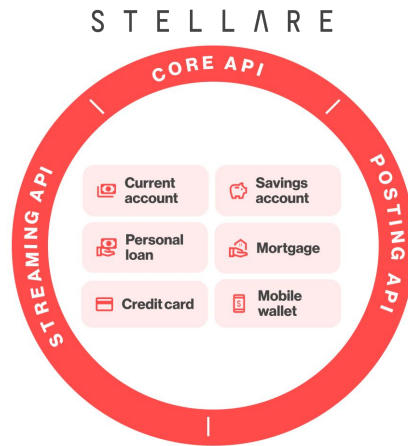 STELLARE
CORE API
STREAMING API
POSTING API
Current
account
Savings
account
Personal
loan
Mortgage
Credit card
Mobile
wallet
$